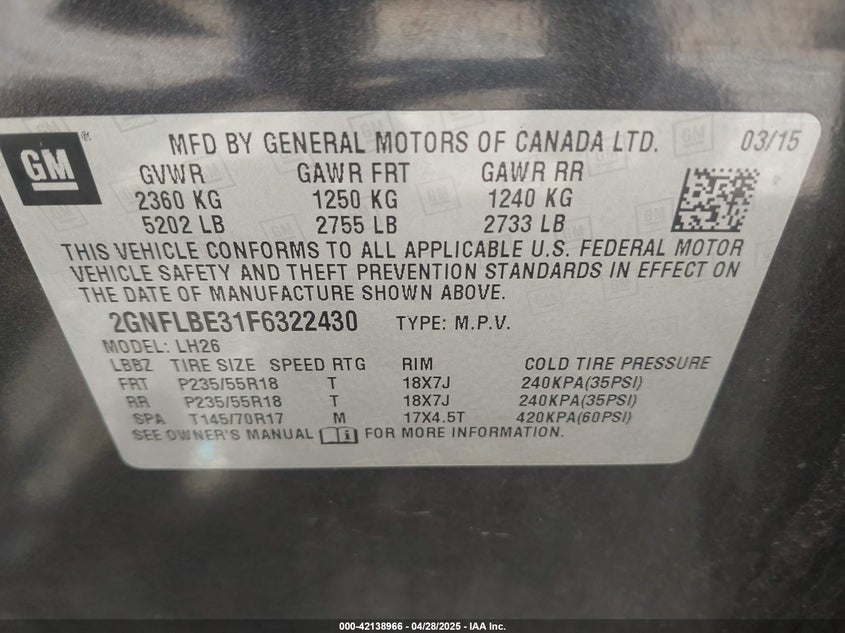 GM ®
MFD BY GENERAL MOTORS OF CANADA LTD. 03/15
GVWR GAWR FRT GAWR RR
2360 KG 1250 KG 1240 KG
5202 LB 2755 LB 2733 LB
THIS VEHICLE CONFORMS TO ALL APPLICABLE U.S. FEDERAL MOTOR
VEHICLE SAFETY AND THEFT PREVENTION STANDARDS IN EFFECT ON
THE DATE OF MANUFACTURE SHOWN ABOVE.
2GNFLBE31F6322430 TYPE: M.P.V.
MODEL: LH26
LBBZ TIRE SIZE SPEED RTG RIM COLD TIRE PRESSURE
FRT P235/55R18 T 18X7J 240KPA(35PSI)
RR P235/55R18 T 18X7J 240KPA(35PSI)
SPA T145/70R17 M 17X4.5T 420KPA(60PSI)
SEE OWNER'S MANUAL FOR MORE INFORMATION.
000-42138966 - 04/28/2025 - IAA Inc.